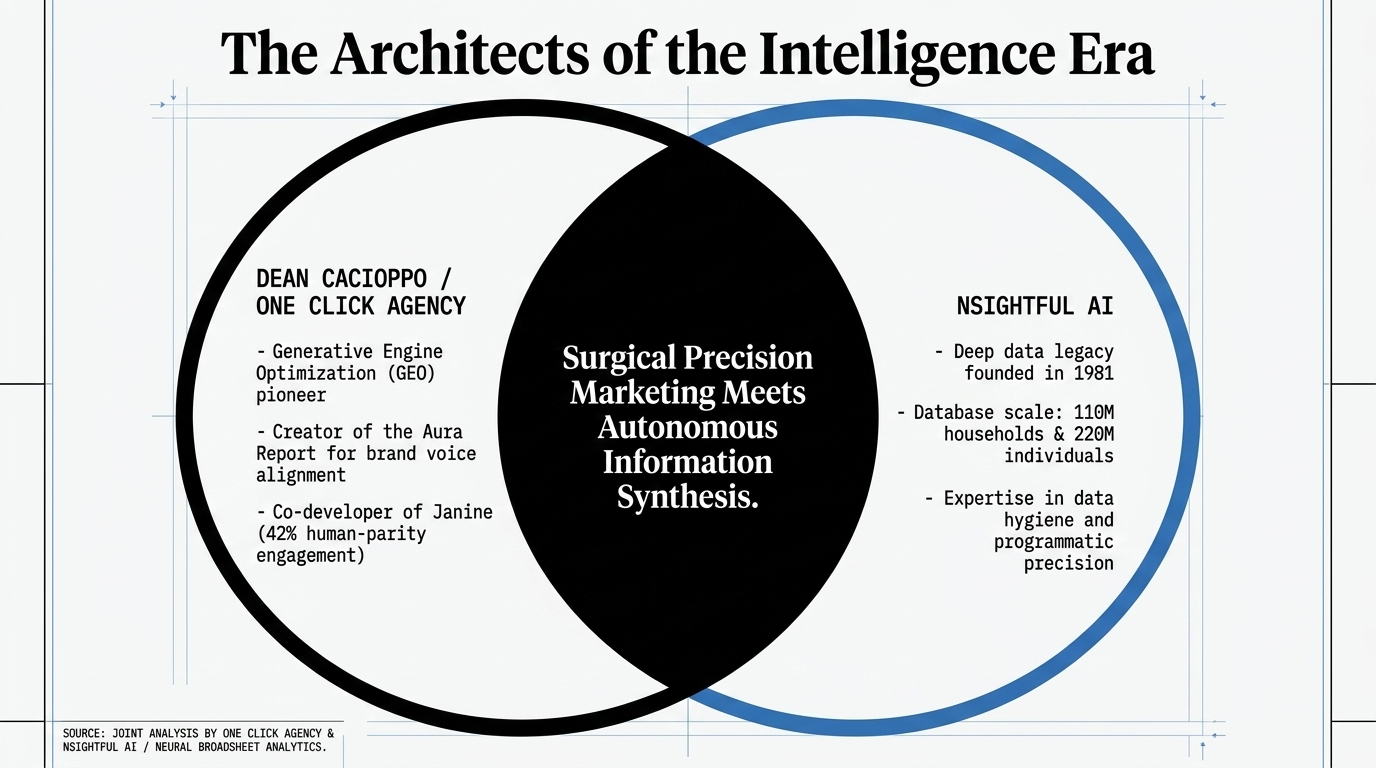 The Architects of the Intelligence Era
DEAN CACIOPPO /
ONE CLICK AGENCY
- Generative Engine
Optimization (GEO)
pioneer
- Creator of the Aura
Report for brand voice
alignment
- Co-developer of Janine
(42% human-parity
engagement)
Surgical Precision
Marketing Meets
Autonomous
Information
Synthesis.
NSIGHTFUL AI
- Deep data legacy
founded in 1981
- Database scale: 110M
households & 220M
individuals
- Expertise in data
hygiene and
programmatic
precision
SOURCE: JOINT ANALYSIS BY ONE CLICK AGENCY &
NSIGHTFUL AI / NEURAL BROADSHEET ANALYTICS.